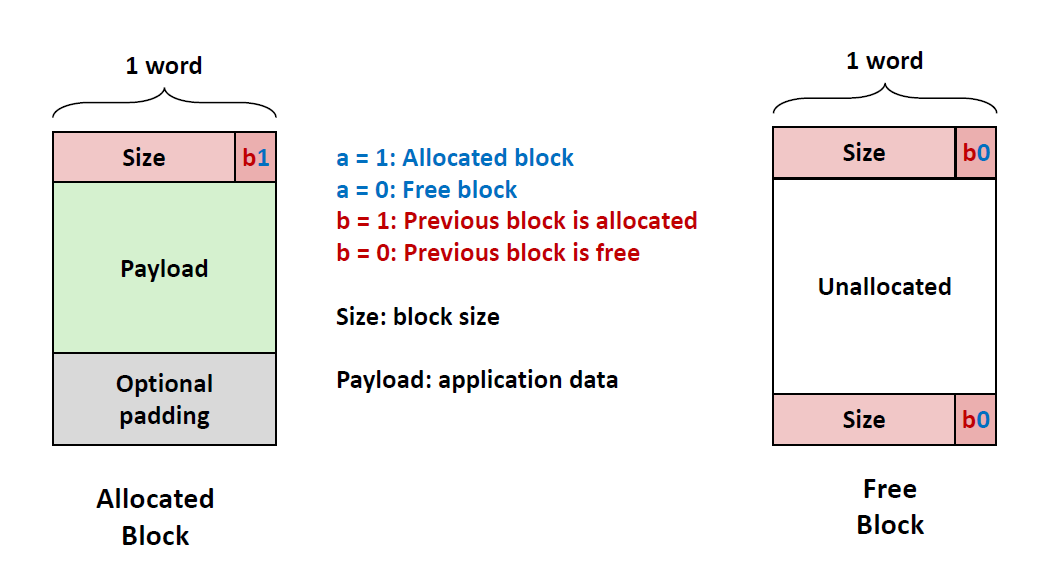 1 word
Size b1
Payload
Optional
padding
Allocated
Block
a = 1: Allocated block
a = 0: Free block
b = 1: Previous block is allocated
b = 0: Previous block is free
Size: block size
Payload: application data
1 word
Size b0
Unallocated
Size b0
Free
Block